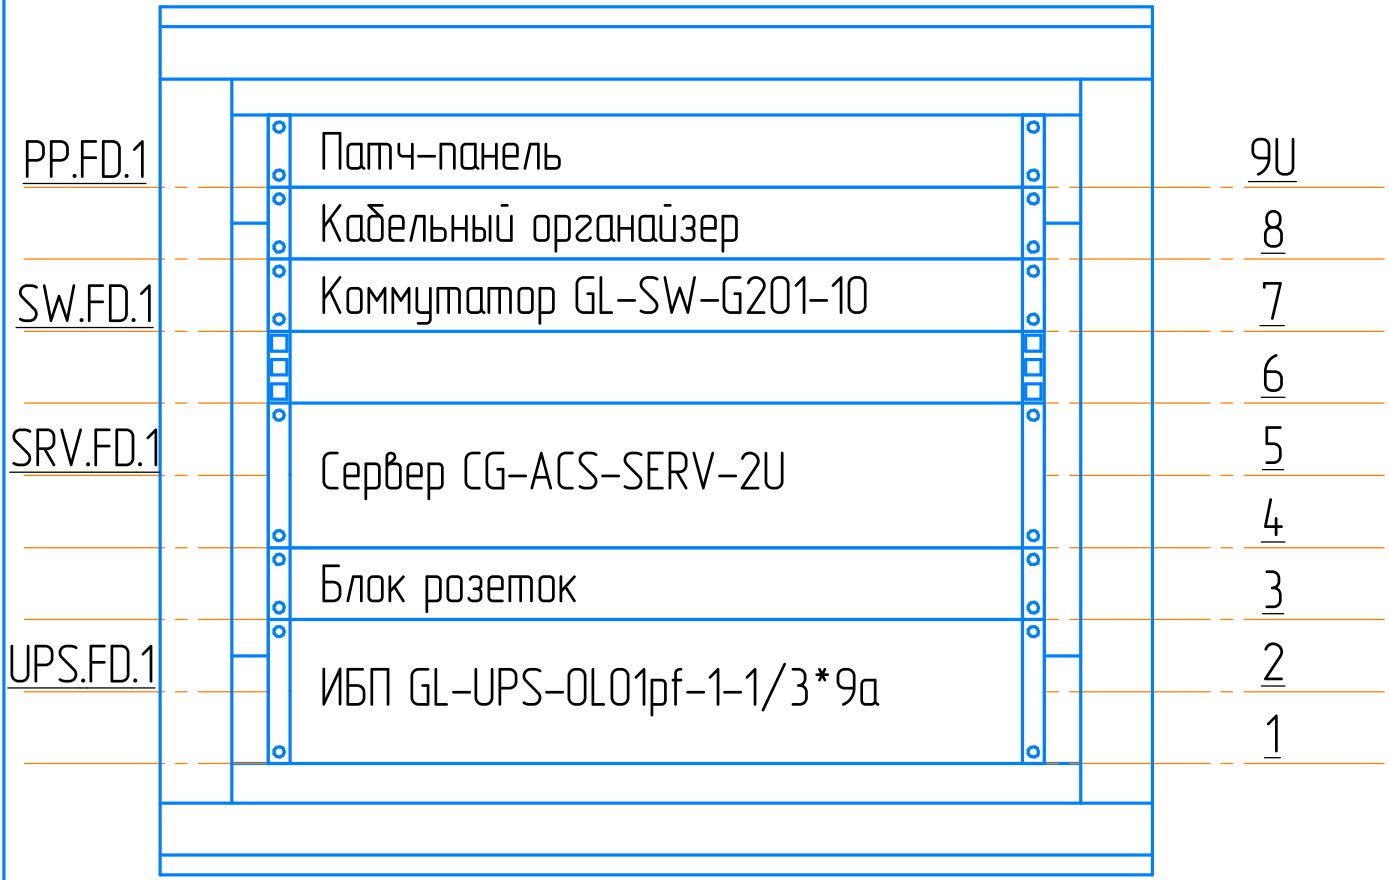 PP.FD.1 Патч-панель 9U
Кабельный органайзер 8
SW.FD.1 Коммутатор GL-SW-G201-10 7
6
SRV.FD.1 Сервер CG-ACS-SERV-2U 5
4
Блок розеток 3
UPS.FD.1 ИБП GL-UPS-OL01pf-1-1/3*9a 2
1